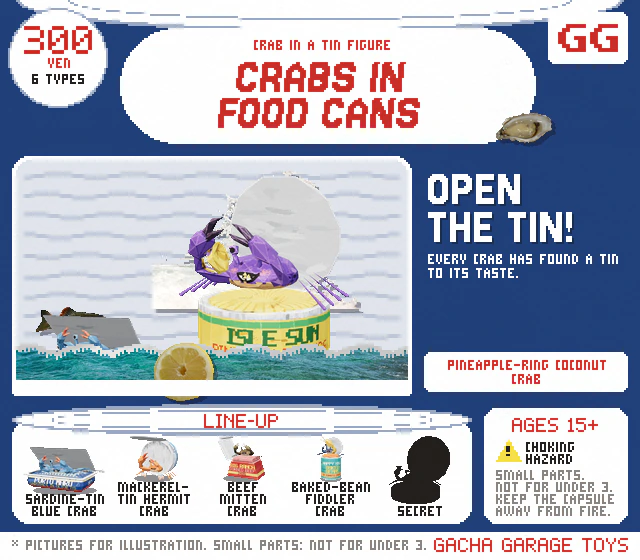 300
YEN
6 TYPES
CRAB IN A TIN FIGURE
CRABS IN
FOOD CANS
GG
OPEN
THE TIN!
EVERY CRAB HAS FOUND A TIN
TO ITS TASTE.
PINEAPPLE-RING COCONUT
CRAB
LINE-UP
SARDINE-TIN
BLUE CRAB
MACKEREL-
TIN HERMIT
CRAB
BEEF
MITTEN
CRAB
BAKED-BEAN
FIDDLER
CRAB
SECRET
AGES 15+
CHOKING
HAZARD
SMALL PARTS.
NOT FOR UNDER 3.
KEEP THE CAPSULE
AWAY FROM FIRE.
* PICTURES FOR ILLUSTRATION. SMALL PARTS: NOT FOR UNDER 3.
GACHA GARAGE TOYS